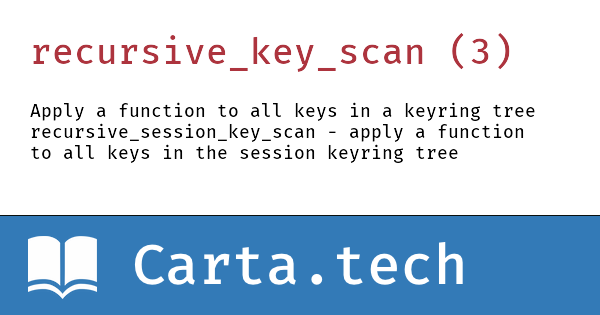 recursive_key_scan (3)
Apply a function to all keys in a keyring tree
recursive_session_key_scan - apply a function
to all keys in the session keyring tree
Carta.tech